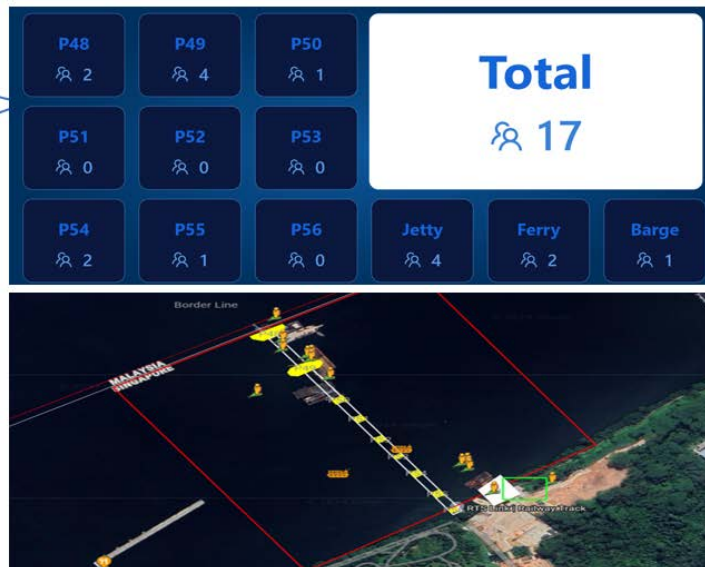 P48
2
P49
4
P50
1
Total
17
P51
0
P52
0
P53
0
P54
2
P55
1
P56
0
Jetty
4
Ferry
2
Barge
1
Border Line
MALAYSIA
SINGAPORE
RTS Link
Railway Track